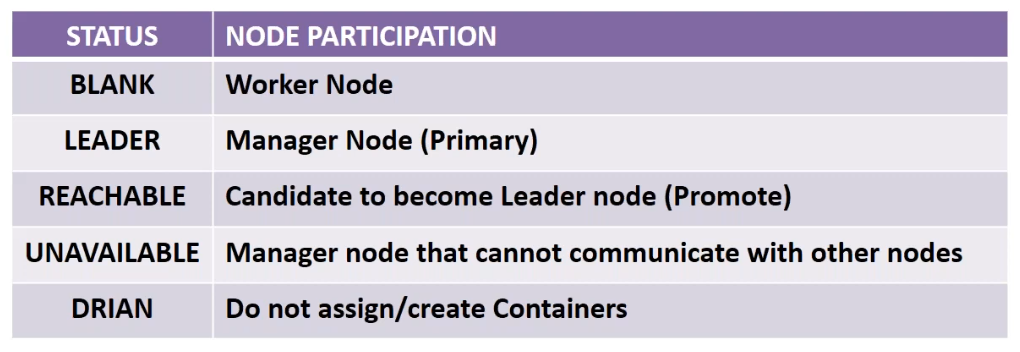 STATUS NODE PARTICIPATION
BLANK Worker Node
LEADER Manager Node (Primary)
REACHABLE Candidate to become Leader node (Promote)
UNAVAILABLE Manager node that cannot communicate with other nodes
DRIAN Do not assign/create Containers